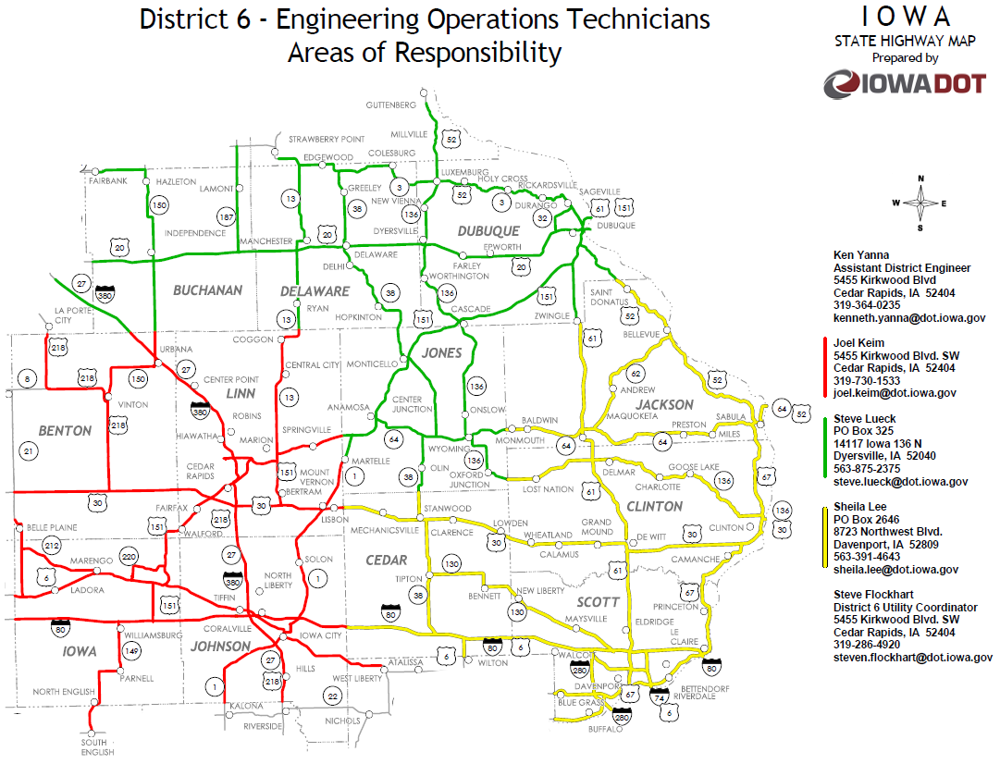 District 6 - Engineering Operations Technicians
Areas of Responsibility
IOWA
STATE HIGHWAY MAP
Prepared by
IOWADOT
N
W E
S
Ken Yanna
Assistant District Engineer
5455 Kirkwood Blvd
Cedar Rapids, IA 52404
319-364-0235
kenneth.yanna@dot.iowa.gov
Joel Keim
5455 Kirkwood Blvd. SW
Cedar Rapids, IA 52404
319-730-1533
joel.keim@dot.iowa.gov
Steve Lueck
PO Box 325
14117 Iowa 136 N
Dyersville, IA 52040
563-875-2375
steve.lueck@dot.iowa.gov
Sheila Lee
PO Box 2646
8723 Northwest Blvd.
Davenport, IA 52809
563-391-4643
sheila.lee@dot.iowa.gov
Steve Flockhart
District 6 Utility Coordinator
5455 Kirkwood Blvd. SW
Cedar Rapids, IA 52404
319-286-4920
steven.flockhart@dot.iowa.gov
GUTTENBERG
MILLVILLE
52
STRAWBERRY POINT
EDGEWOOD
COLESBURG
LUXEMBURG
HOLY CROSS
RICKARDSVILLE
SAGEVILLE
FAIRBANK
HAZLETON
LAMONT
GREELEY
3
NEW VIENNA
52
3
DURANGO
61
151
150
187
13
38
136
32
DUBUQUE
INDEPENDENCE
MANCHESTER
20
DYERSVILLE
DUBUQUE
20
DELAWARE
EPWORTH
FARLEY
20
DELHI
WORTHINGTON
27
380
BUCHANAN
DELAWARE
38
136
151
SAINT
DONATUS
LA PORTE
CITY
RYAN
HOPKINTON
CASCADE
151
ZWINGLE
52
13
BELLEVUE
218
URBANA
COGGON
JONES
61
8
218
150
27
CENTER POINT
CENTRAL CITY
MONTICELLO
62
52
LINN
13
136
ANDREW
VINTON
380
ROBINS
ANAMOSA
CENTER
JUNCTION
ONSLOW
JACKSON
64
52
BENTON
218
HIAWATHA
MARION
SPRINGVILLE
BALDWIN
MAQUOKETA
PRESTON
SABULA
21
64
MONMOUTH
64
64
MILES
CEDAR
RAPIDS
MARTELLE
WYOMING
136
151
MOUNT
VERNON
1
38
OLIN
OXFORD
JUNCTION
DELMAR
GOOSE LAKE
67
BERTRAM
LOST NATION
CHARLOTTE
136
30
FAIRFAX
30
LISBON
STANWOOD
61
CLINTON
136
BELLE PLAINE
151
WALFORD
218
MECHANICSVILLE
CLARENCE
LOWDEN
GRAND
MOUND
CLINTON
30
212
30
WHEATLAND
DE WITT
30
MARENGO
220
27
SOLON
CEDAR
130
CALAMUS
CAMANCHE
6
380
NORTH
LIBERTY
1
TIPTON
61
67
LADORA
151
TIFFIN
38
BENNETT
NEW LIBERTY
SCOTT
PRINCETON
80
CORALVILLE
80
130
MAYSVILLE
ELDRIDGE
LE
CLAIRE
WILLIAMSBURG
IOWA CITY
IOWA
149
JOHNSON
80
6
27
6
WALCOTT
PARNELL
HILLS
ATALISSA
WILTON
280
80
218
WEST LIBERTY
DAVENPORT
67
BETTENDORF
NORTH ENGLISH
1
22
74
RIVERDALE
KALONA
BLUE GRASS
280
6
RIVERSIDE
NICHOLS
BUFFALO
SOUTH
ENGLISH